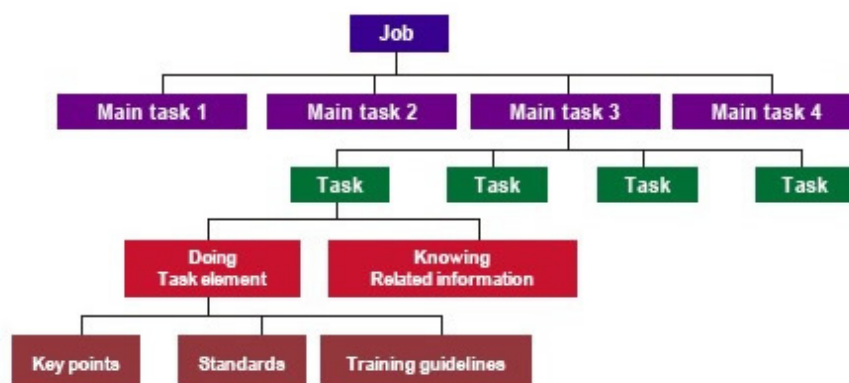 Job
Main task 1
Main task 2
Main task 3
Main task 4
Task
Task
Task
Task
Doing
Task element
Knowing
Related information
Key points
Standards
Training guidelines